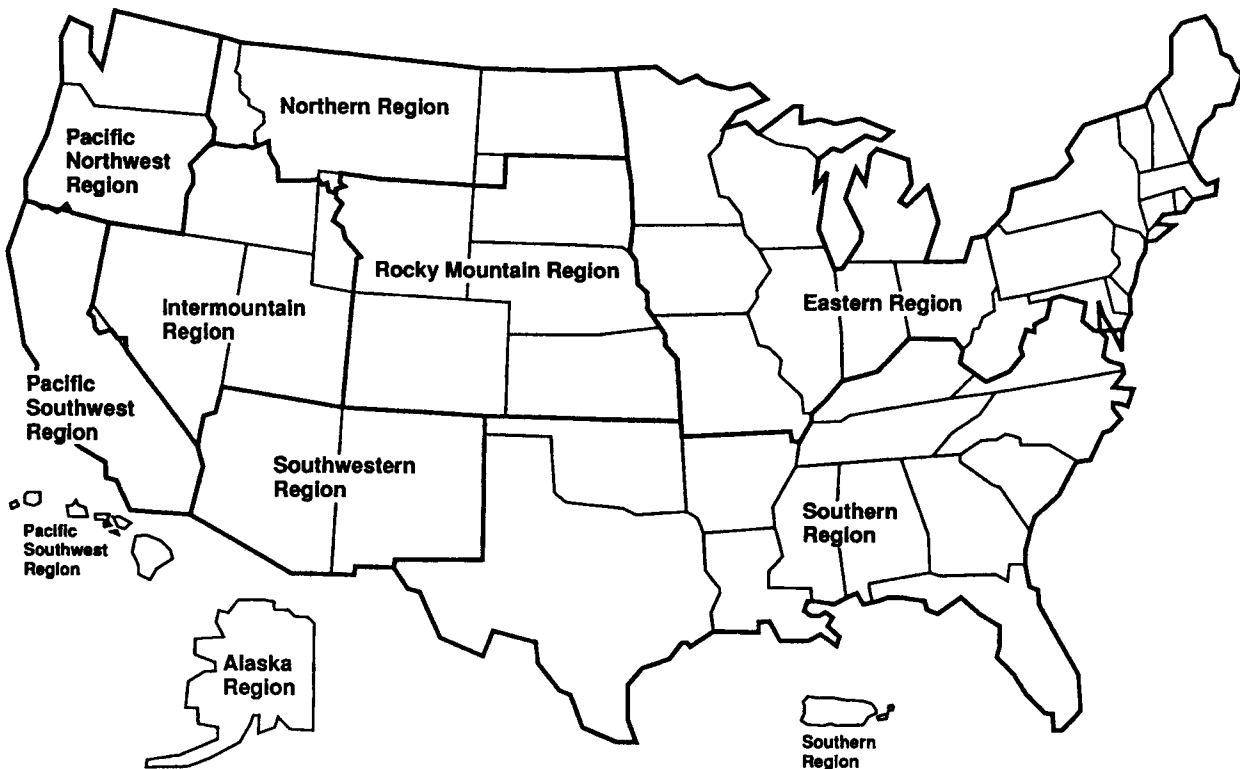 Northern Region
Pacific
Northwest
Region
Rocky Mountain Region
Intermountain
Region
Eastern Region
Pacific
Southwest
Region
Southwestern
Region
Southern
Region
Pacific
Southwest
Region
Alaska
Region
Southern
Region